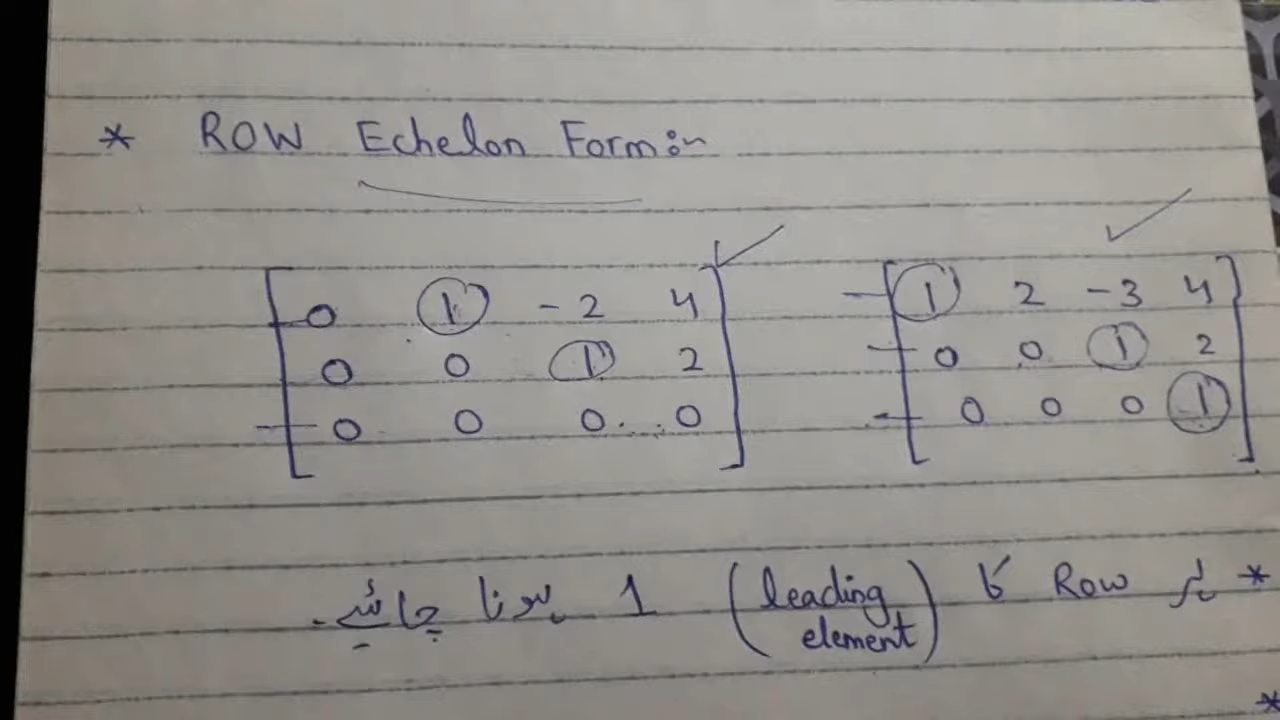 * ROW Echelon Form:~
0 1 -2 4
0 0 1 2
0 0 0 0
1 2 -3 4
0 0 1 2
0 0 0 1
* ہر Row کا (leading element) 1 ہونا چاہئیے۔
*